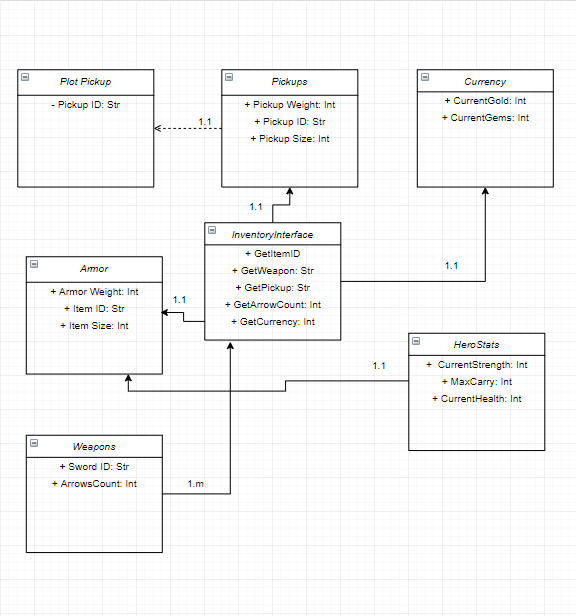 Plot Pickup
- Pickup ID: Str
1.1
Pickups
+ Pickup Weight: Int
+ Pickup ID: Str
+ Pickup Size: Int
Currency
+ CurrentGold: Int
+ CurrentGems: Int
1.1
InventoryInterface
+ GetItemID
+ GetWeapon: Str
+ GetPickup: Str
+ GetArrowCount: Int
+ GetCurrency: Int
1.1
Armor
+ Armor Weight: Int
+ Item ID: Str
+ Item Size: Int
1.1
HeroStats
+ CurrentStrength: Int
+ MaxCarry: Int
+ CurrentHealth: Int
1.1
Weapons
+ Sword ID: Str
+ ArrowsCount: Int
1.m